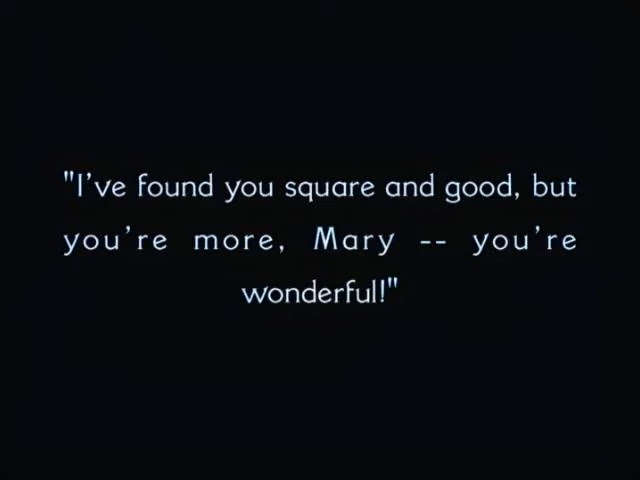 "I've found you square and good, but
you're more, Mary -- you're
wonderful!"